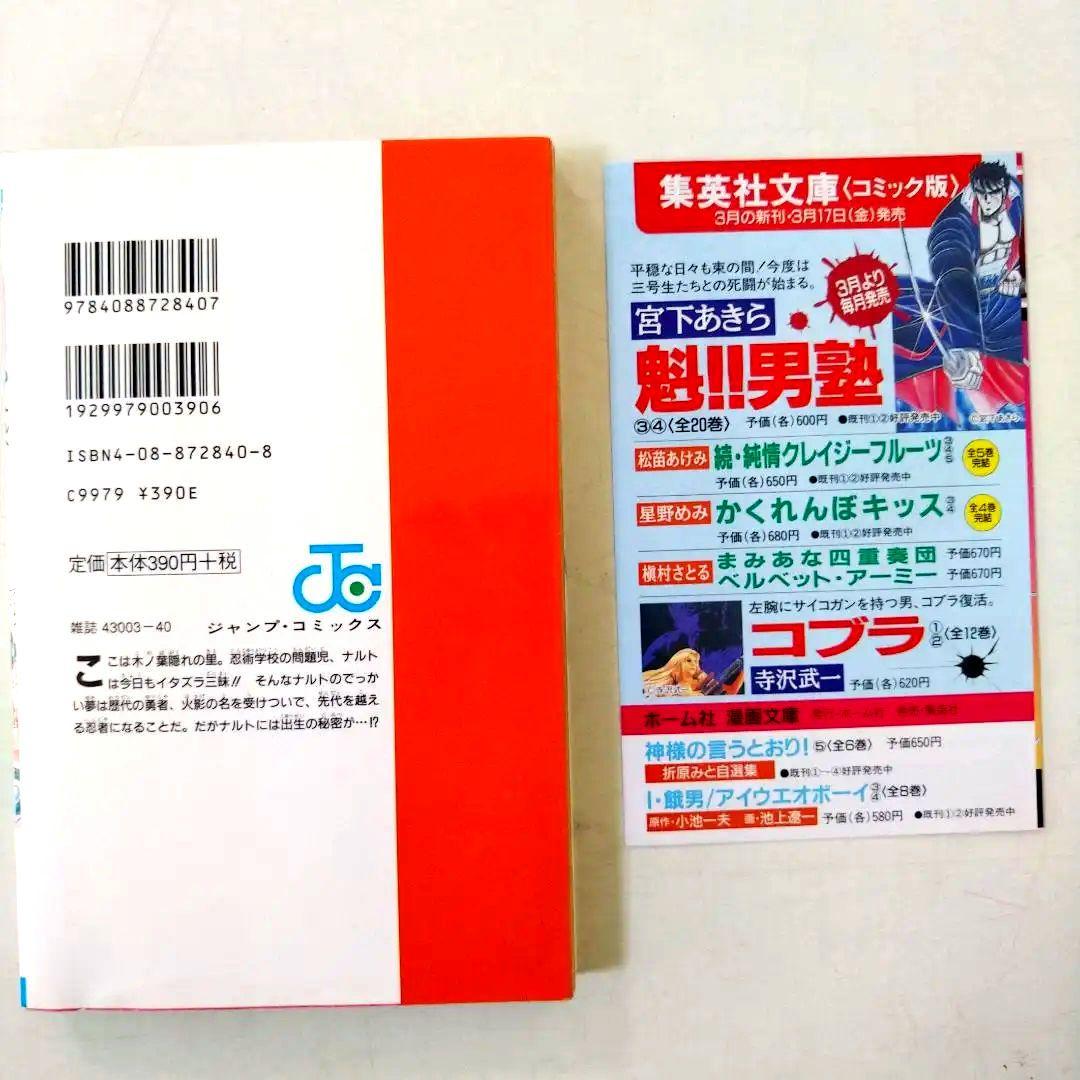 9784088728407
1929979003906
ISBN4-08-872840-8
C9979 ¥390E
定価 本体390円+税
雑誌 43003-40
ジャンプ・コミックス
ここは木ノ葉隠れの里。忍術学校の問題児、ナルト
は今日もイタズラ三昧!! そんなナルトのでっか
い夢は歴代の勇者、火影の名を受けついで、先代を越え
る忍者になることだ。だがナルトには出生の秘密が…!?
集英社文庫〈コミック版〉
3月の新刊・3月17日(金)発売
平穏な日々も束の間!今度は
三号生たちとの死闘が始まる。
3月より
毎月発売
宮下あきら
魁!!男塾
③④〈全20巻〉 予価(各)600円 ●既刊①②好評発売中
©宮下あきら
松苗あけみ 続・純情クレイジーフルーツ ③④⑤ 全5巻完結
予価(各)650円 ●既刊①②好評発売中
星野めみ かくれんぼキッス ③④ 全4巻完結
予価(各)680円 ●既刊①②好評発売中
槇村さとる まみあな四重奏団 予価670円
ベルベット・アーミー 予価670円
左腕にサイコガンを持つ男、コブラ復活。
コブラ ①② 〈全12巻〉
寺沢武一 予価(各)620円
ホーム社 漫画文庫 発行・ホーム社 発売・集英社
神様の言うとおり! ⑤〈全6巻〉 予価650円
折原みと自選集 ●既刊①〜④好評発売中
I・餓男/アイウエオボーイ ③④〈全8巻〉
原作・小池一夫 画・池上遼一 予価(各)580円 ●既刊①②好評発売中